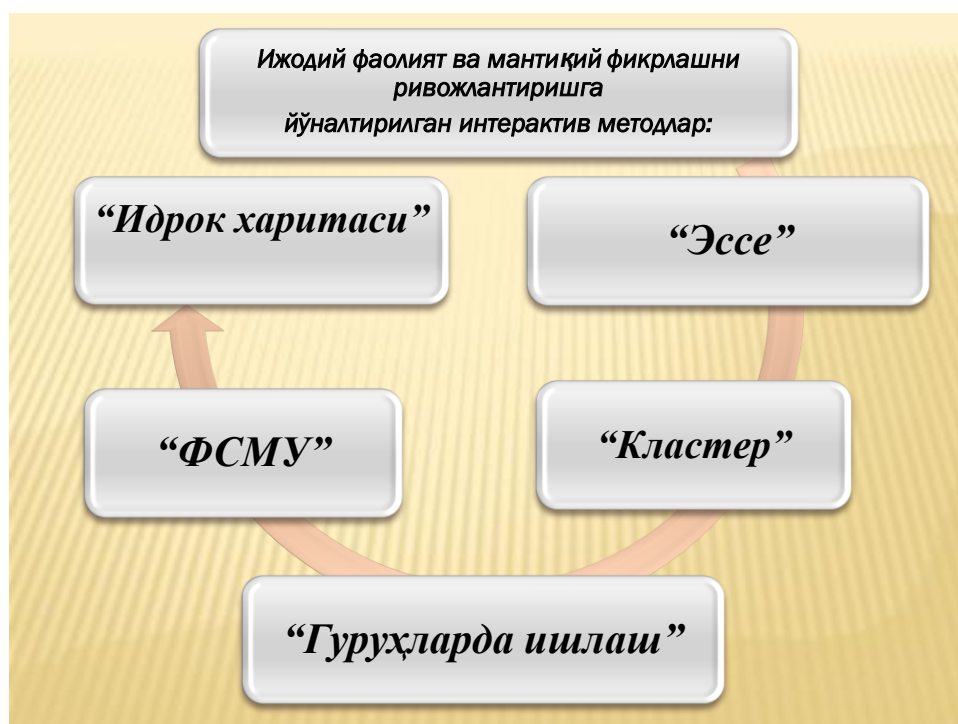 Ижодий фаолият ва мантиқий фикрлашни
ривожлантиришга
йўналтирилган интерактив методлар:
“Идрок харитаси”
“Эссе”
“ФСМУ”
“Кластер”
“Гуруҳларда ишлаш”